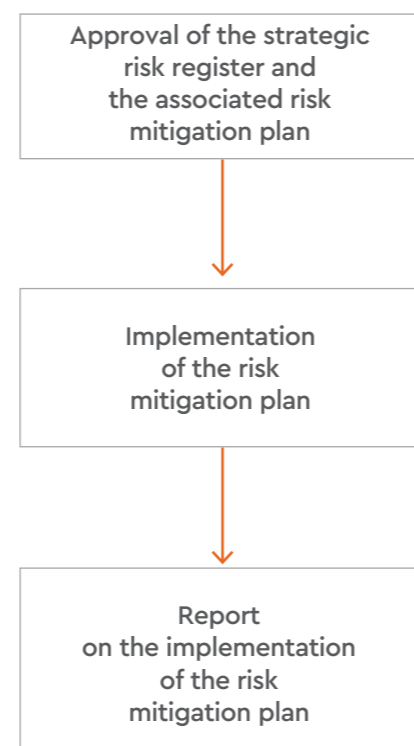 Approval of the strategic
risk register and
the associated risk
mitigation plan
Implementation
of the risk
mitigation plan
Report
on the implementation
of the risk
mitigation plan